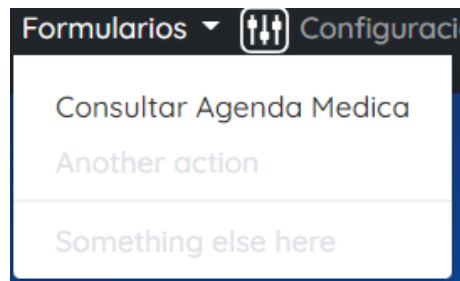 Formularios Configuraci
Consultar Agenda Medica
Another action
Something else here